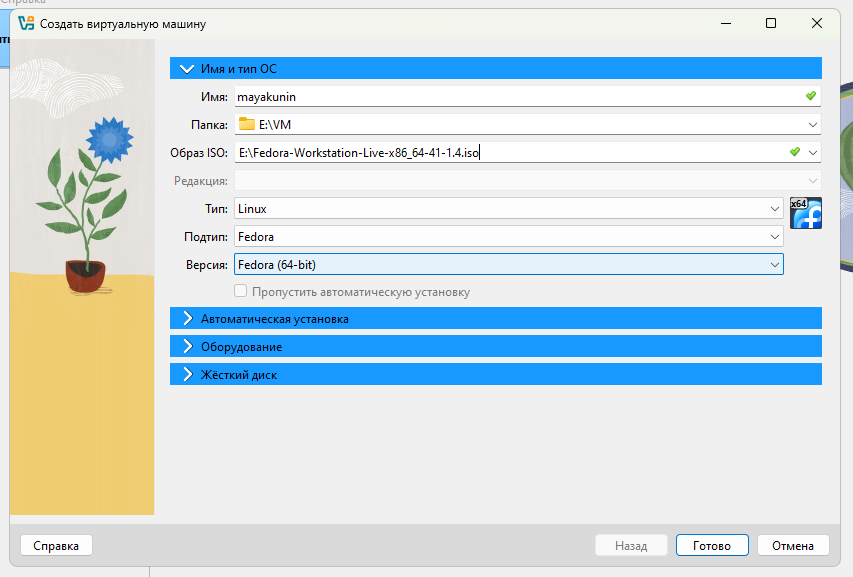 Справка
Создать виртуальную машину
Имя и тип ОС
Имя: mayakunin
Папка: E:\VM
Образ ISO: E:\Fedora-Workstation-Live-x86_64-41-1.4.iso
Редакция:
Тип: Linux
x64
Подтип: Fedora
Версия: Fedora (64-bit)
Пропустить автоматическую установку
Автоматическая установка
Оборудование
Жёсткий диск
Справка Назад Готово Отмена